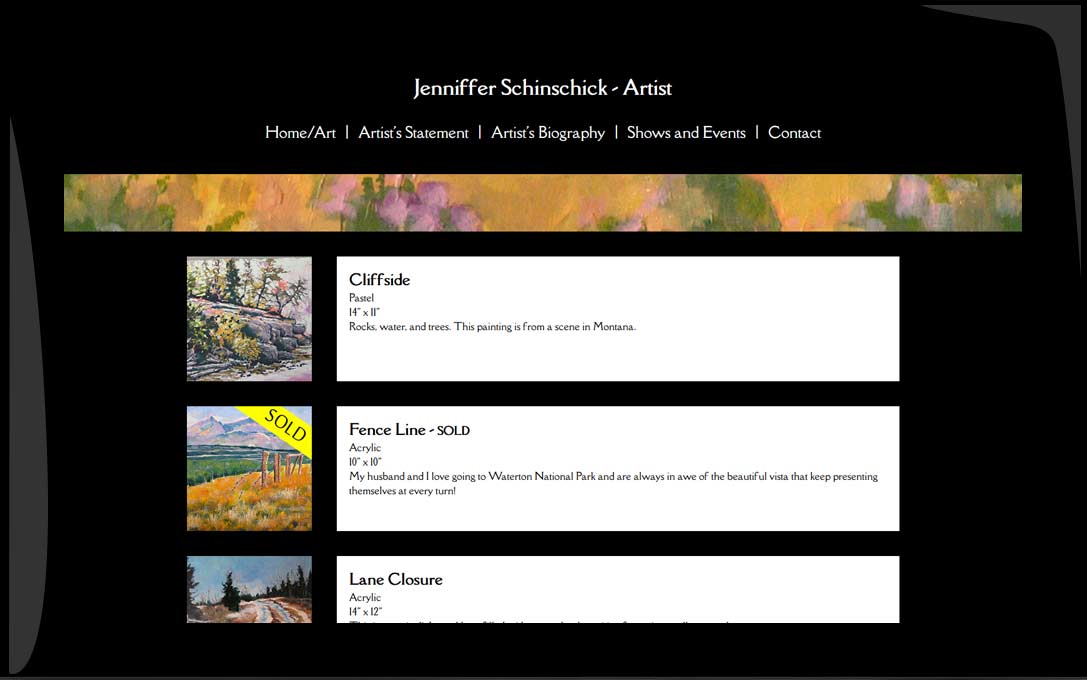 Jenniffer Schinschick - Artist
Home/Art | Artist's Statement | Artist's Biography | Shows and Events | Contact
Cliffside
Pastel
14" x 11"
Rocks, water, and trees. This painting is from a scene in Montana.
SOLD
Fence Line - SOLD
Acrylic
10" x 10"
My husband and I love going to Waterton National Park and are always in awe of the beautiful vista that keep presenting
themselves at every turn!
Lane Closure
Acrylic
14" x 12"